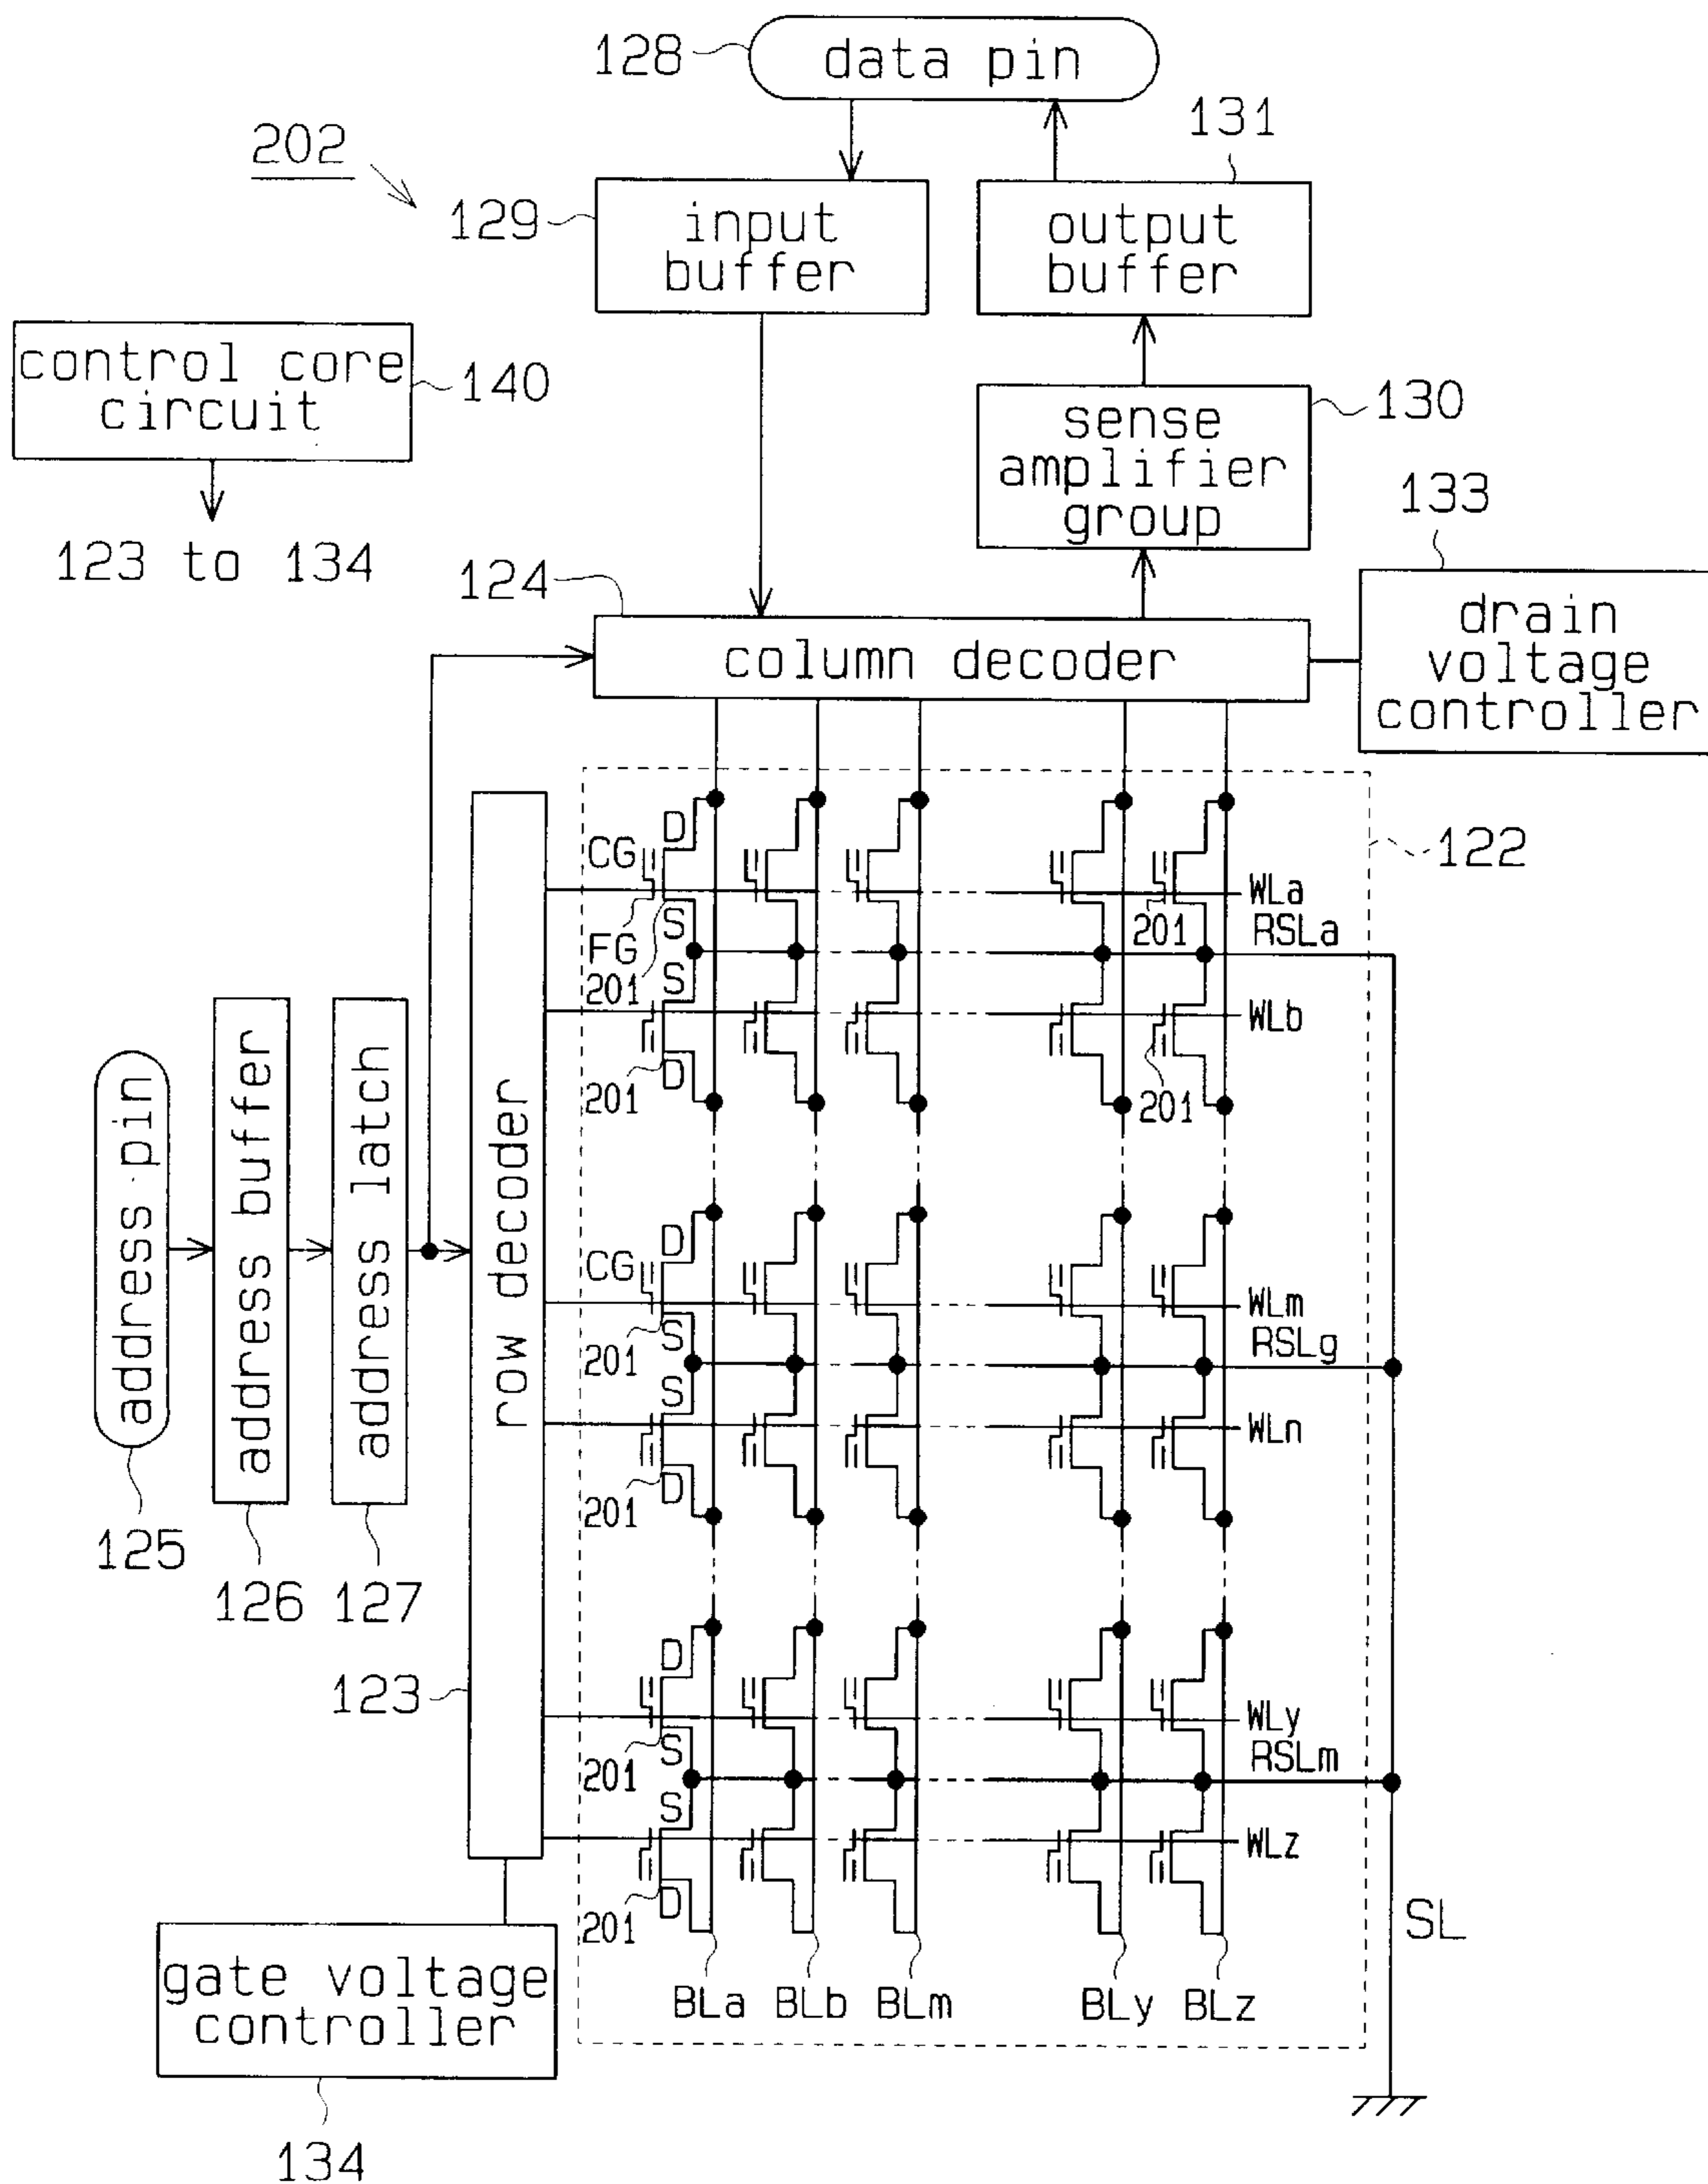 128
data pin
202
131
129
input
buffer
output
buffer
control core
circuit
140
sense
amplifier
group
130
133
123 to 134
124
column decoder
drain
voltage
controller
122
D
CG
WLa
S
FG
201
RSLa
201
S
WLb
201
D
201
address pin
address buffer
address latch
row decoder
D
CG
WLm
S
201
RSLg
S
WLn
201
D
125
126
127
D
123
WLy
S
201
RSLm
S
WLz
201
D
SL
gate voltage
controller
BLa
BLb
BLm
BLy
BLz
134